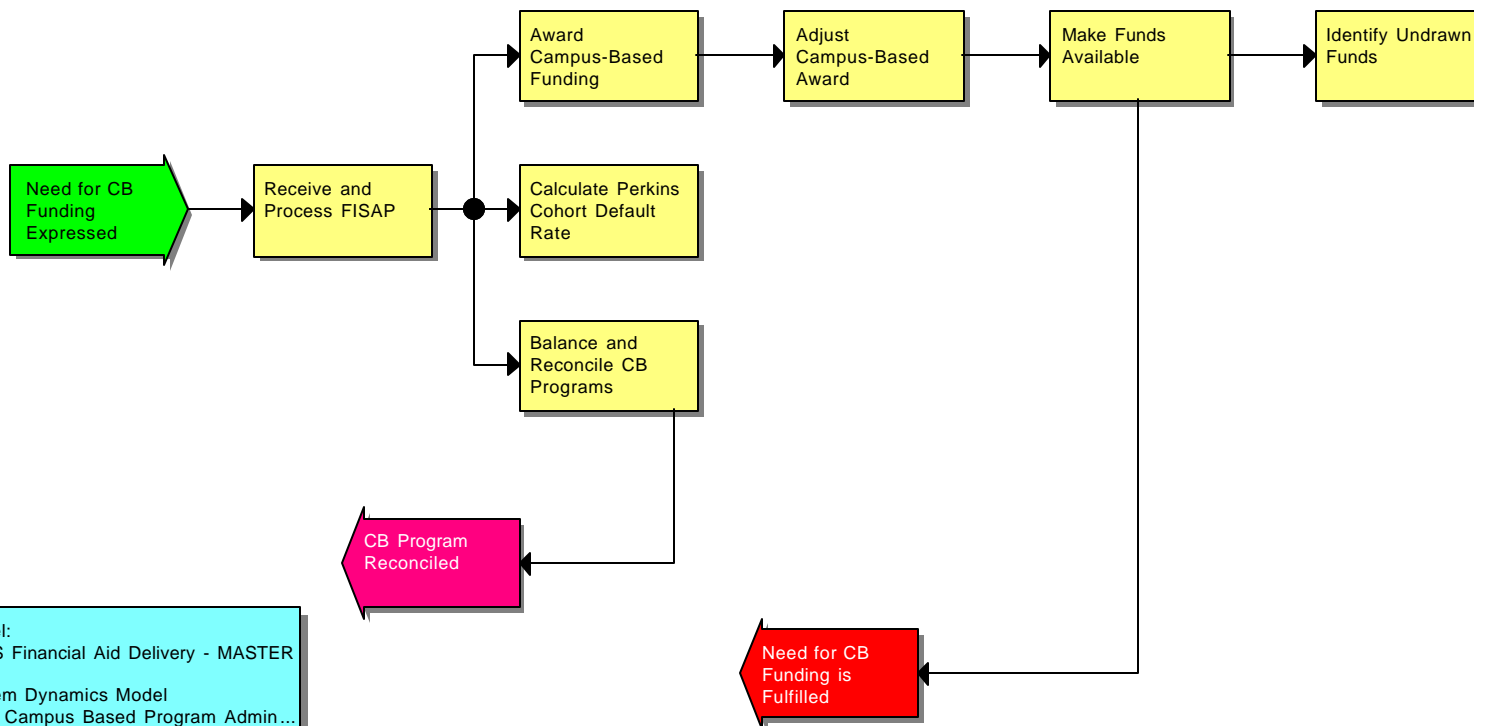 Award
Campus-Based
Funding
Adjust
Campus-Based
Award
Make Funds
Available
Identify Undrawn
Funds
Need for CB
Funding
Expressed
Receive and
Process FISAP
Calculate Perkins
Cohort Default
Rate
Balance and
Reconcile CB
Programs
CB Program
Reconciled
Need for CB
Funding is
Fulfilled
Financial Aid Delivery - MASTER
Dynamics Model
Campus Based Program Admin...